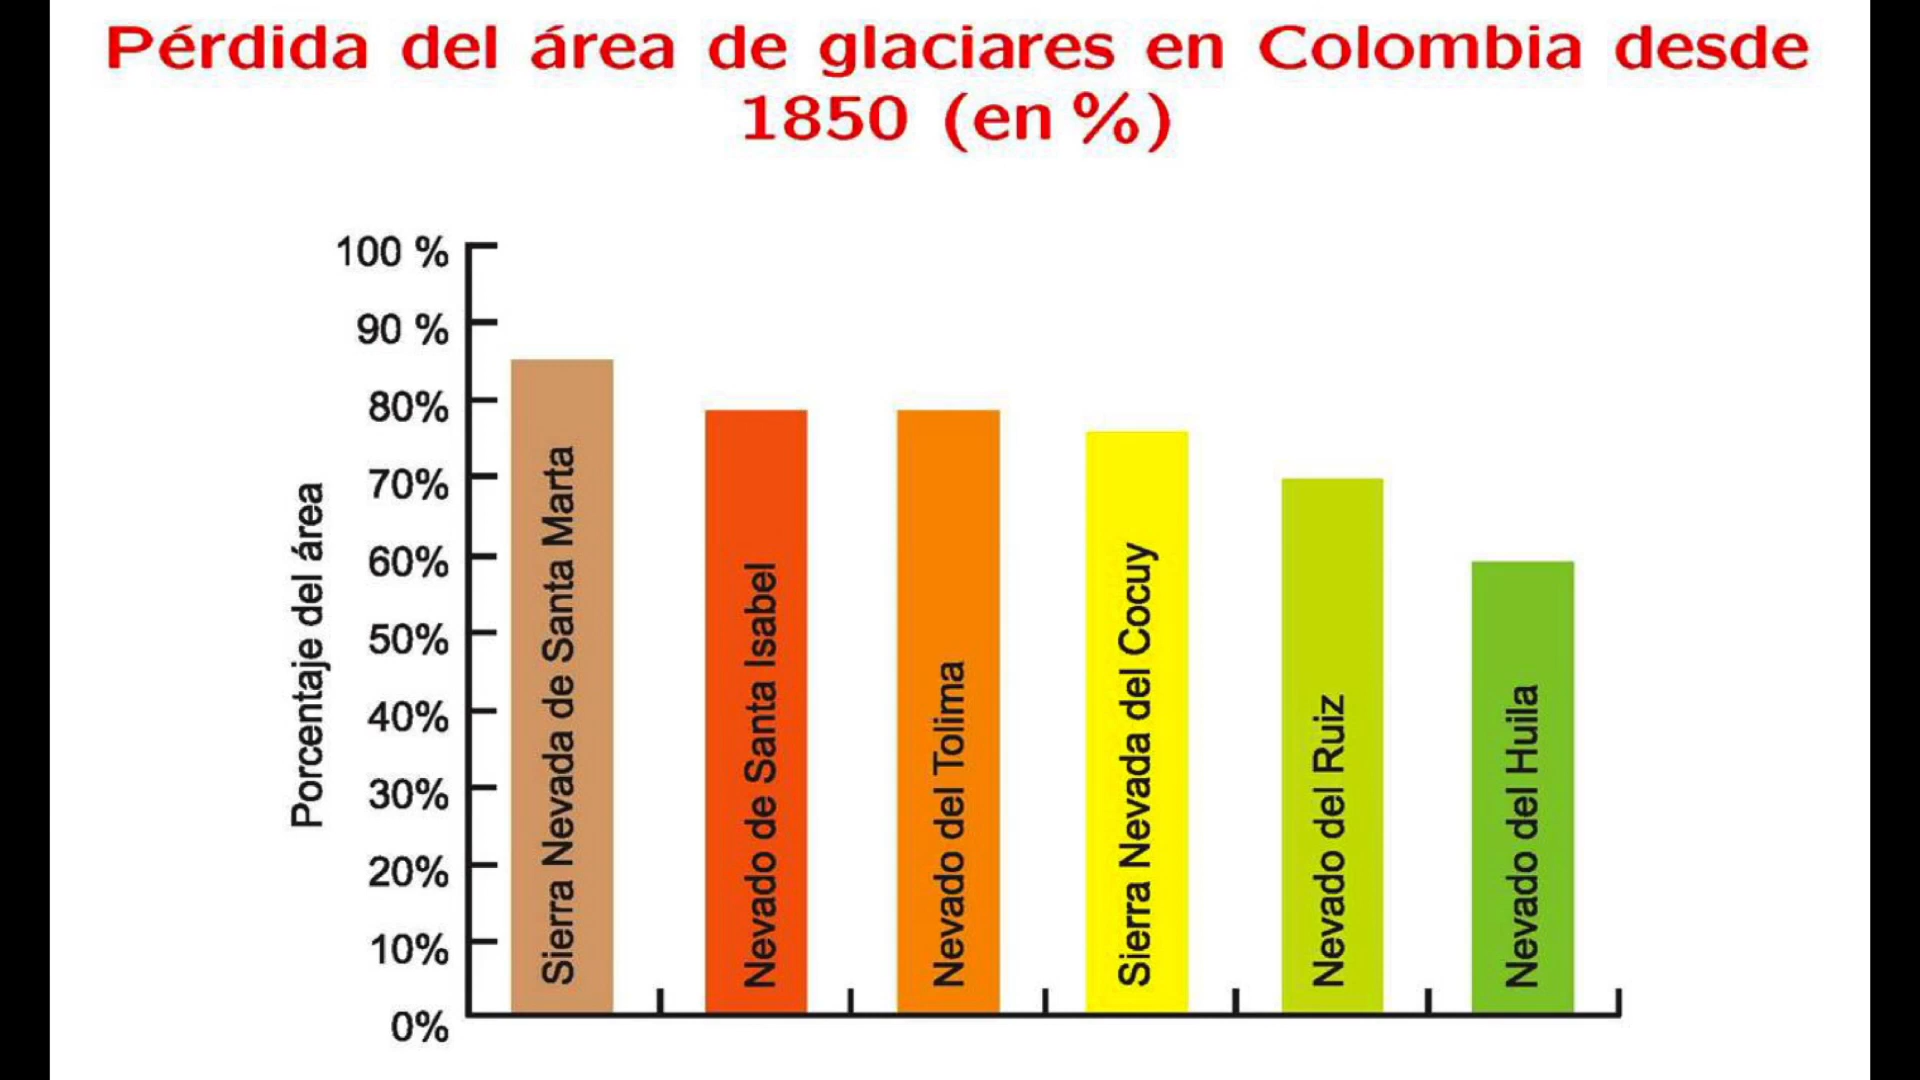 Pérdida del área de glaciares en Colombia desde
1850 (en %)
100 %
90 %
80%
70%
60%
50%
40%
30%
20%
10%
0%
Porcentaje del área
Sierra Nevada de Santa Marta
Nevado de Santa Isabel
Nevado del Tolima
Sierra Nevada del Cocuy
Nevado del Ruiz
Nevado del Huila